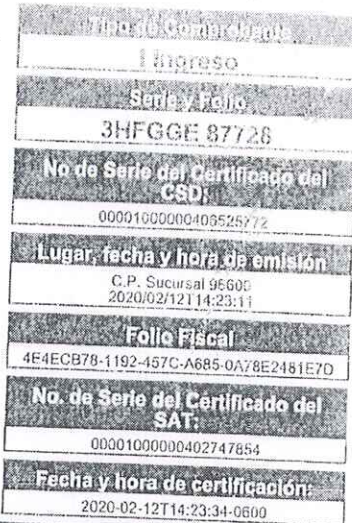 Tipo de Comprobante
I Ingreso
Serie y Folio
3HFGGE 87728
No de Serie del Certificado del
CSD:
00001000000406525772
Lugar, fecha y hora de emisión
C.P. Sucursal 96600
2020/02/12T14:23:11
Folio Fiscal
4E4ECB78-1192-457C-A685-0A78E2481E7D
No. de Serie del Certificado del
SAT:
00001000000402747854
Fecha y hora de certificación:
2020-02-12T14:23:34-0600